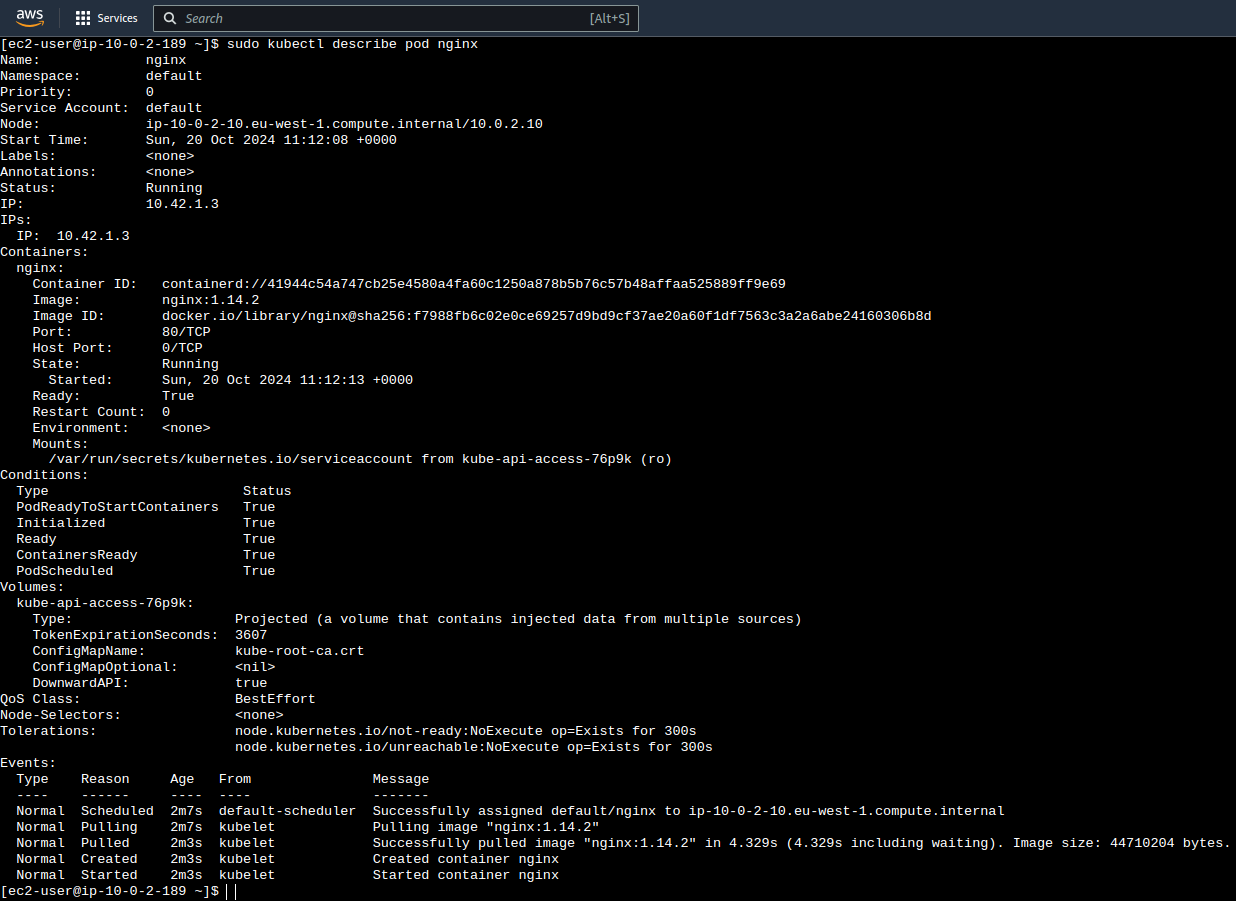 aws Services Search [Alt+S]
[ec2-user@ip-10-0-2-189 ~]$ sudo kubectl describe pod nginx
Name:             nginx
Namespace:        default
Priority:         0
Service Account:  default
Node:             ip-10-0-2-10.eu-west-1.compute.internal/10.0.2.10
Start Time:       Sun, 20 Oct 2024 11:12:08 +0000
Labels:           <none>
Annotations:      <none>
Status:           Running
IP:               10.42.1.3
IPs:
  IP:  10.42.1.3
Containers:
  nginx:
    Container ID:   containerd://41944c54a747cb25e4580a4fa60c1250a878b5b76c57b48affaa525889ff9e69
    Image:          nginx:1.14.2
    Image ID:       docker.io/library/nginx@sha256:f7988fb6c02e0ce69257d9bd9cf37ae20a60f1df7563c3a2a6abe24160306b8d
    Port:           80/TCP
    Host Port:      0/TCP
    State:          Running
      Started:      Sun, 20 Oct 2024 11:12:13 +0000
    Ready:          True
    Restart Count:  0
    Environment:    <none>
    Mounts:
      /var/run/secrets/kubernetes.io/serviceaccount from kube-api-access-76p9k (ro)
Conditions:
  Type                        Status
  PodReadyToStartContainers   True
  Initialized                 True
  Ready                       True
  ContainersReady             True
  PodScheduled                True
Volumes:
  kube-api-access-76p9k:
    Type:                    Projected (a volume that contains injected data from multiple sources)
    TokenExpirationSeconds:  3607
    ConfigMapName:           kube-root-ca.crt
    ConfigMapOptional:       <nil>
    DownwardAPI:             true
QoS Class:                   BestEffort
Node-Selectors:              <none>
Tolerations:                 node.kubernetes.io/not-ready:NoExecute op=Exists for 300s
                             node.kubernetes.io/unreachable:NoExecute op=Exists for 300s
Events:
  Type    Reason     Age   From               Message
  ----    ------     ----  ----               -------
  Normal  Scheduled  2m7s  default-scheduler  Successfully assigned default/nginx to ip-10-0-2-10.eu-west-1.compute.internal
  Normal  Pulling    2m7s  kubelet            Pulling image "nginx:1.14.2"
  Normal  Pulled     2m3s  kubelet            Successfully pulled image "nginx:1.14.2" in 4.329s (4.329s including waiting). Image size: 44710204 bytes.
  Normal  Created    2m3s  kubelet            Created container nginx
  Normal  Started    2m3s  kubelet            Started container nginx
[ec2-user@ip-10-0-2-189 ~]$